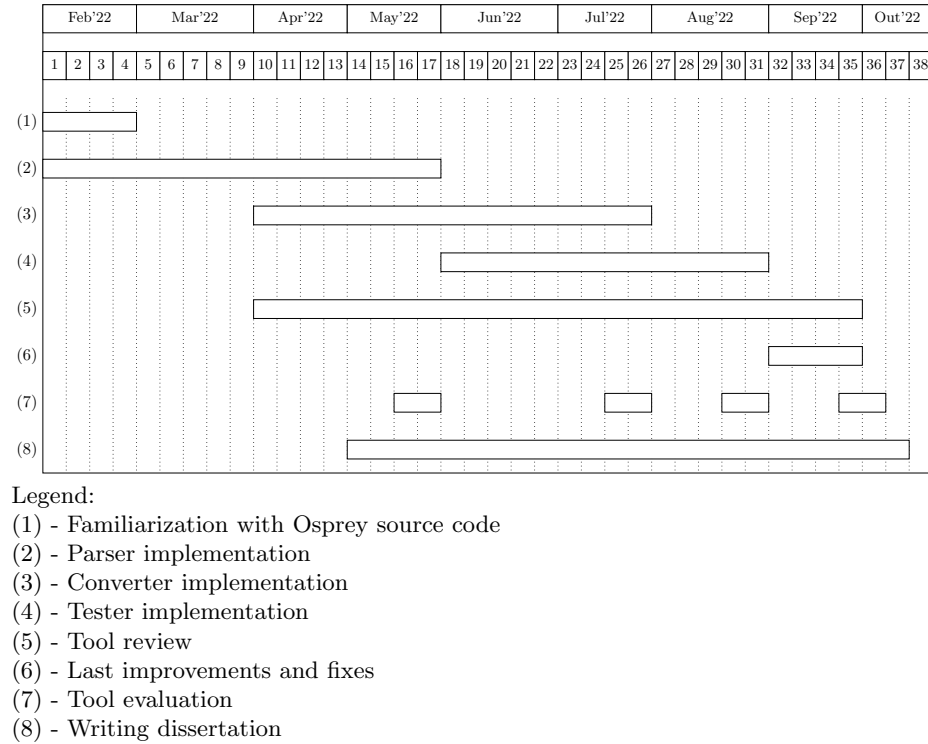 Feb'22 Mar'22 Apr'22 May'22 Jun'22 Jul'22 Aug'22 Sep'22 Out'22
1 2 3 4 5 6 7 8 9 10 11 12 13 14 15 16 17 18 19 20 21 22 23 24 25 26 27 28 29 30 31 32 33 34 35 36 37 38
(1)
(2)
(3)
(4)
(5)
(6)
(7)
(8)
Legend:
(1) - Familiarization with Osprey source code
(2) - Parser implementation
(3) - Converter implementation
(4) - Tester implementation
(5) - Tool review
(6) - Last improvements and fixes
(7) - Tool evaluation
(8) - Writing dissertation